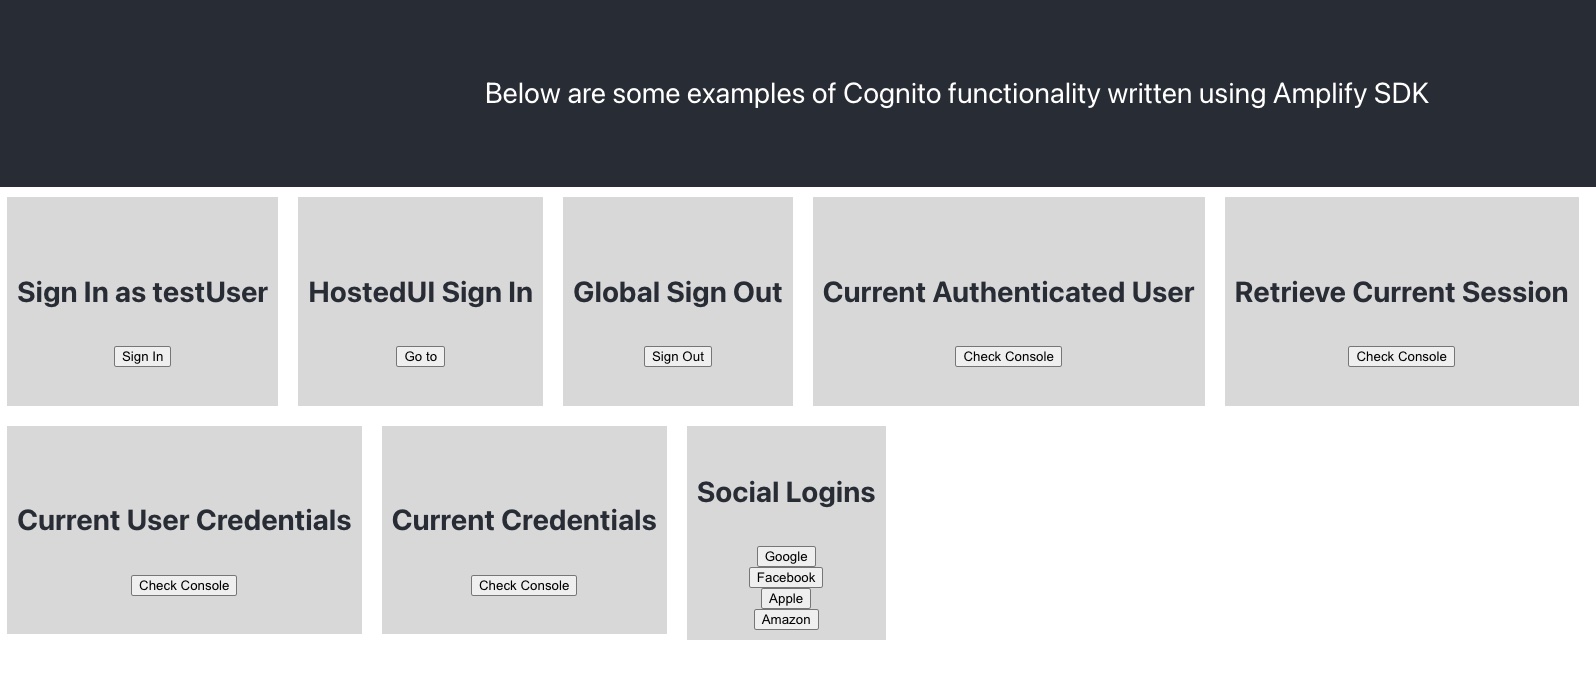 Below are some examples of Cognito functionality written using Amplify SDK
Sign In as testUser
Sign In
HostedUI Sign In
Go to
Global Sign Out
Sign Out
Current Authenticated User
Check Console
Retrieve Current Session
Check Console
Current User Credentials
Check Console
Current Credentials
Check Console
Social Logins
Google
Facebook
Apple
Amazon